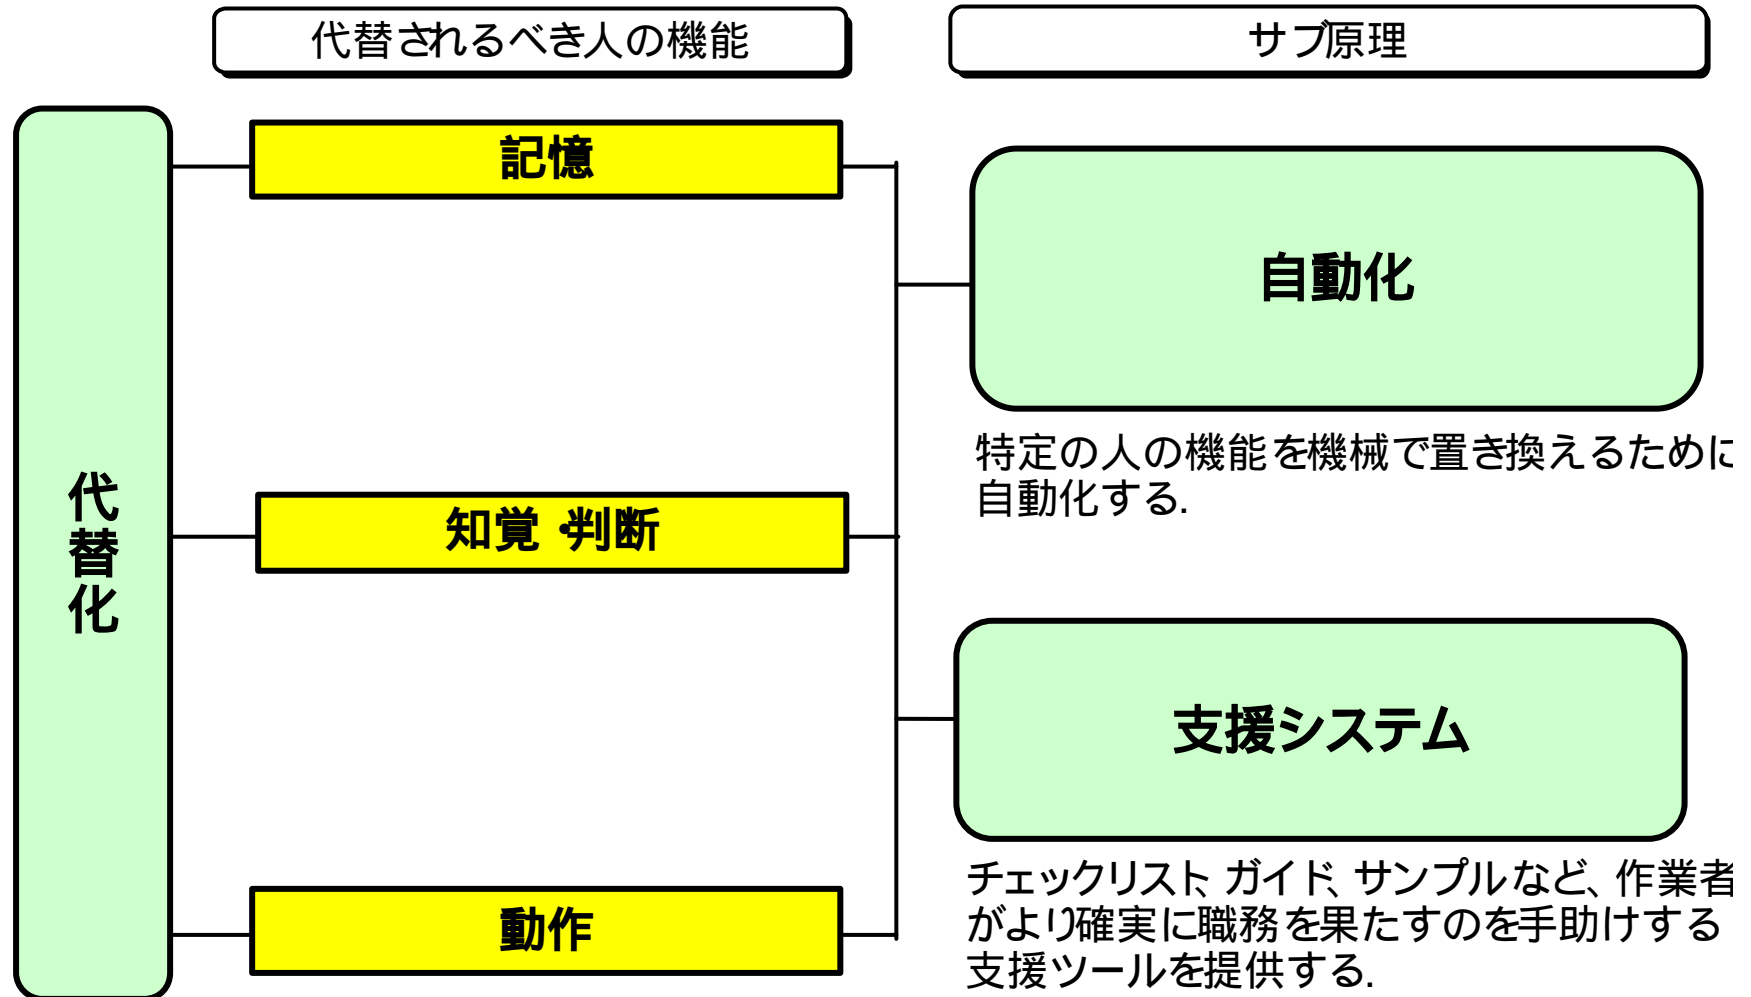 代替されるべき人の機能
サブ原理
代替化
記憶
知覚・判断
動作
自動化
特定の人の機能を機械で置き換えるために
自動化する.
支援システム
チェックリスト、ガイド、サンプルなど、作業者
がより確実に職務を果たすのを手助けする
支援ツールを提供する.